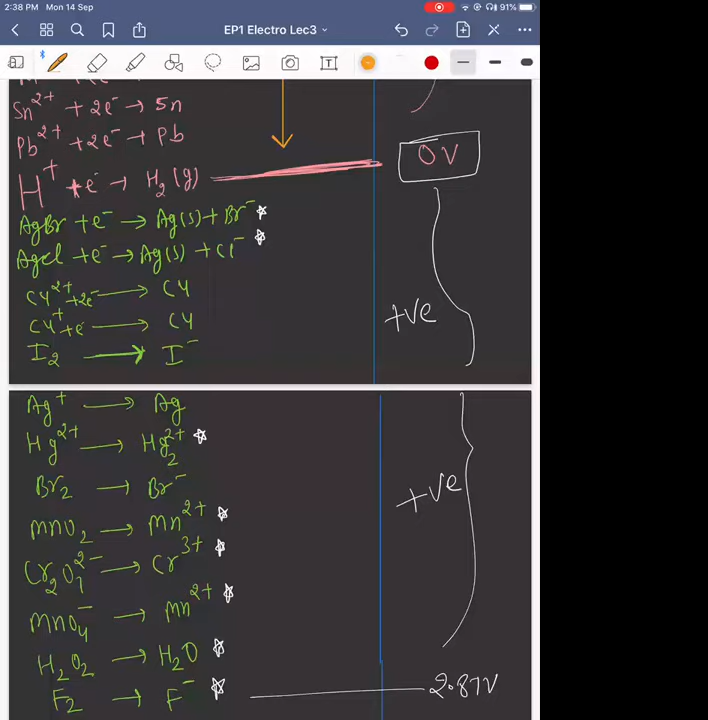 2:38 PM Mon 14 Sep 91%
EP1 Electro Lec3
Sn²⁺ + 2e⁻ → Sn
Pb²⁺ + 2e⁻ → Pb
H⁺ + e⁻ → H₂(g) 0V
AgBr + e⁻ → Ag(s) + Br⁻ ☆
AgCl + e⁻ → Ag(s) + Cl⁻ ☆
Cu²⁺ + 2e⁻ → Cu
+ve
Cu⁺ + e⁻ → Cu
I₂ → I⁻
Ag⁺ → Ag
Hg²⁺ → Hg₂²⁺ ☆
Br₂ → Br⁻ +ve
MnO₂ → Mn²⁺ ☆
Cr₂O₇²⁻ → Cr³⁺ ☆
MnO₄⁻ → Mn²⁺ ☆
H₂O₂ → H₂O ☆
F₂ → F⁻ ☆ 2.87V